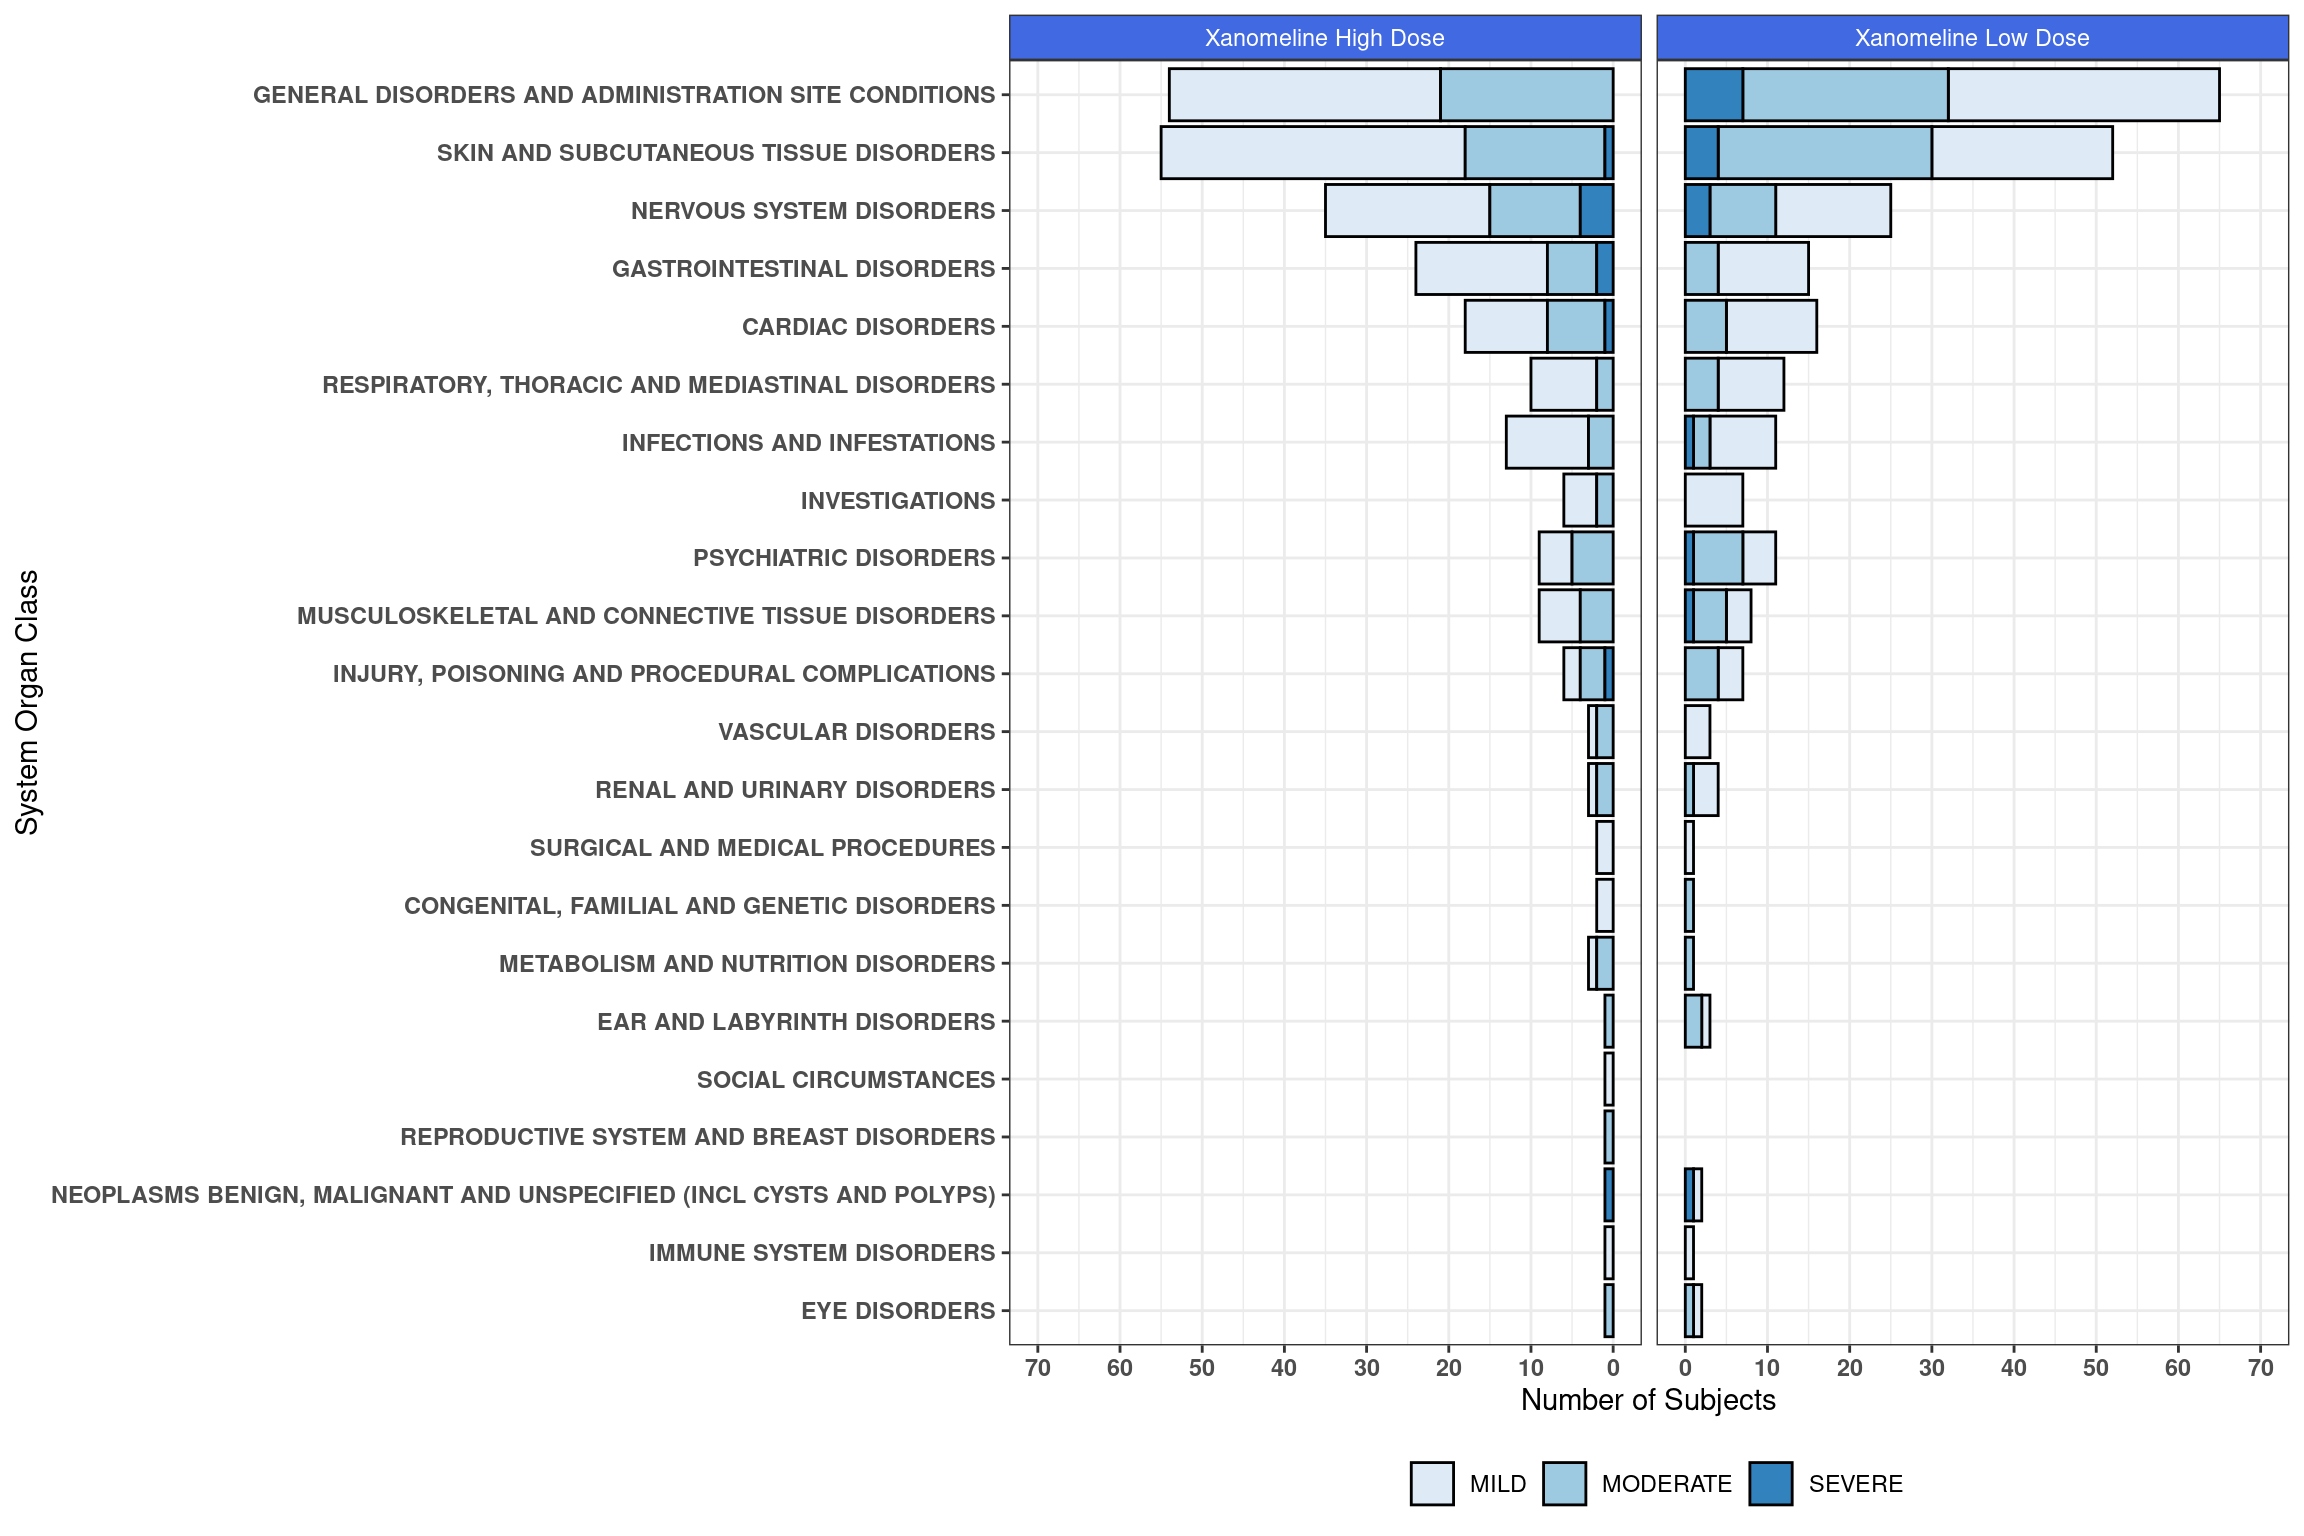 Xanomeline High Dose
Xanomeline Low Dose
System Organ Class
GENERAL DISORDERS AND ADMINISTRATION SITE CONDITIONS
SKIN AND SUBCUTANEOUS TISSUE DISORDERS
NERVOUS SYSTEM DISORDERS
GASTROINTESTINAL DISORDERS
CARDIAC DISORDERS
RESPIRATORY, THORACIC AND MEDIASTINAL DISORDERS
INFECTIONS AND INFESTATIONS
INVESTIGATIONS
PSYCHIATRIC DISORDERS
MUSCULOSKELETAL AND CONNECTIVE TISSUE DISORDERS
INJURY, POISONING AND PROCEDURAL COMPLICATIONS
VASCULAR DISORDERS
RENAL AND URINARY DISORDERS
SURGICAL AND MEDICAL PROCEDURES
CONGENITAL, FAMILIAL AND GENETIC DISORDERS
METABOLISM AND NUTRITION DISORDERS
EAR AND LABYRINTH DISORDERS
SOCIAL CIRCUMSTANCES
REPRODUCTIVE SYSTEM AND BREAST DISORDERS
NEOPLASMS BENIGN, MALIGNANT AND UNSPECIFIED (INCL CYSTS AND POLYPS)
IMMUNE SYSTEM DISORDERS
EYE DISORDERS
70 60 50 40 30 20 10 0
0 10 20 30 40 50 60 70
Number of Subjects
MILD MODERATE SEVERE